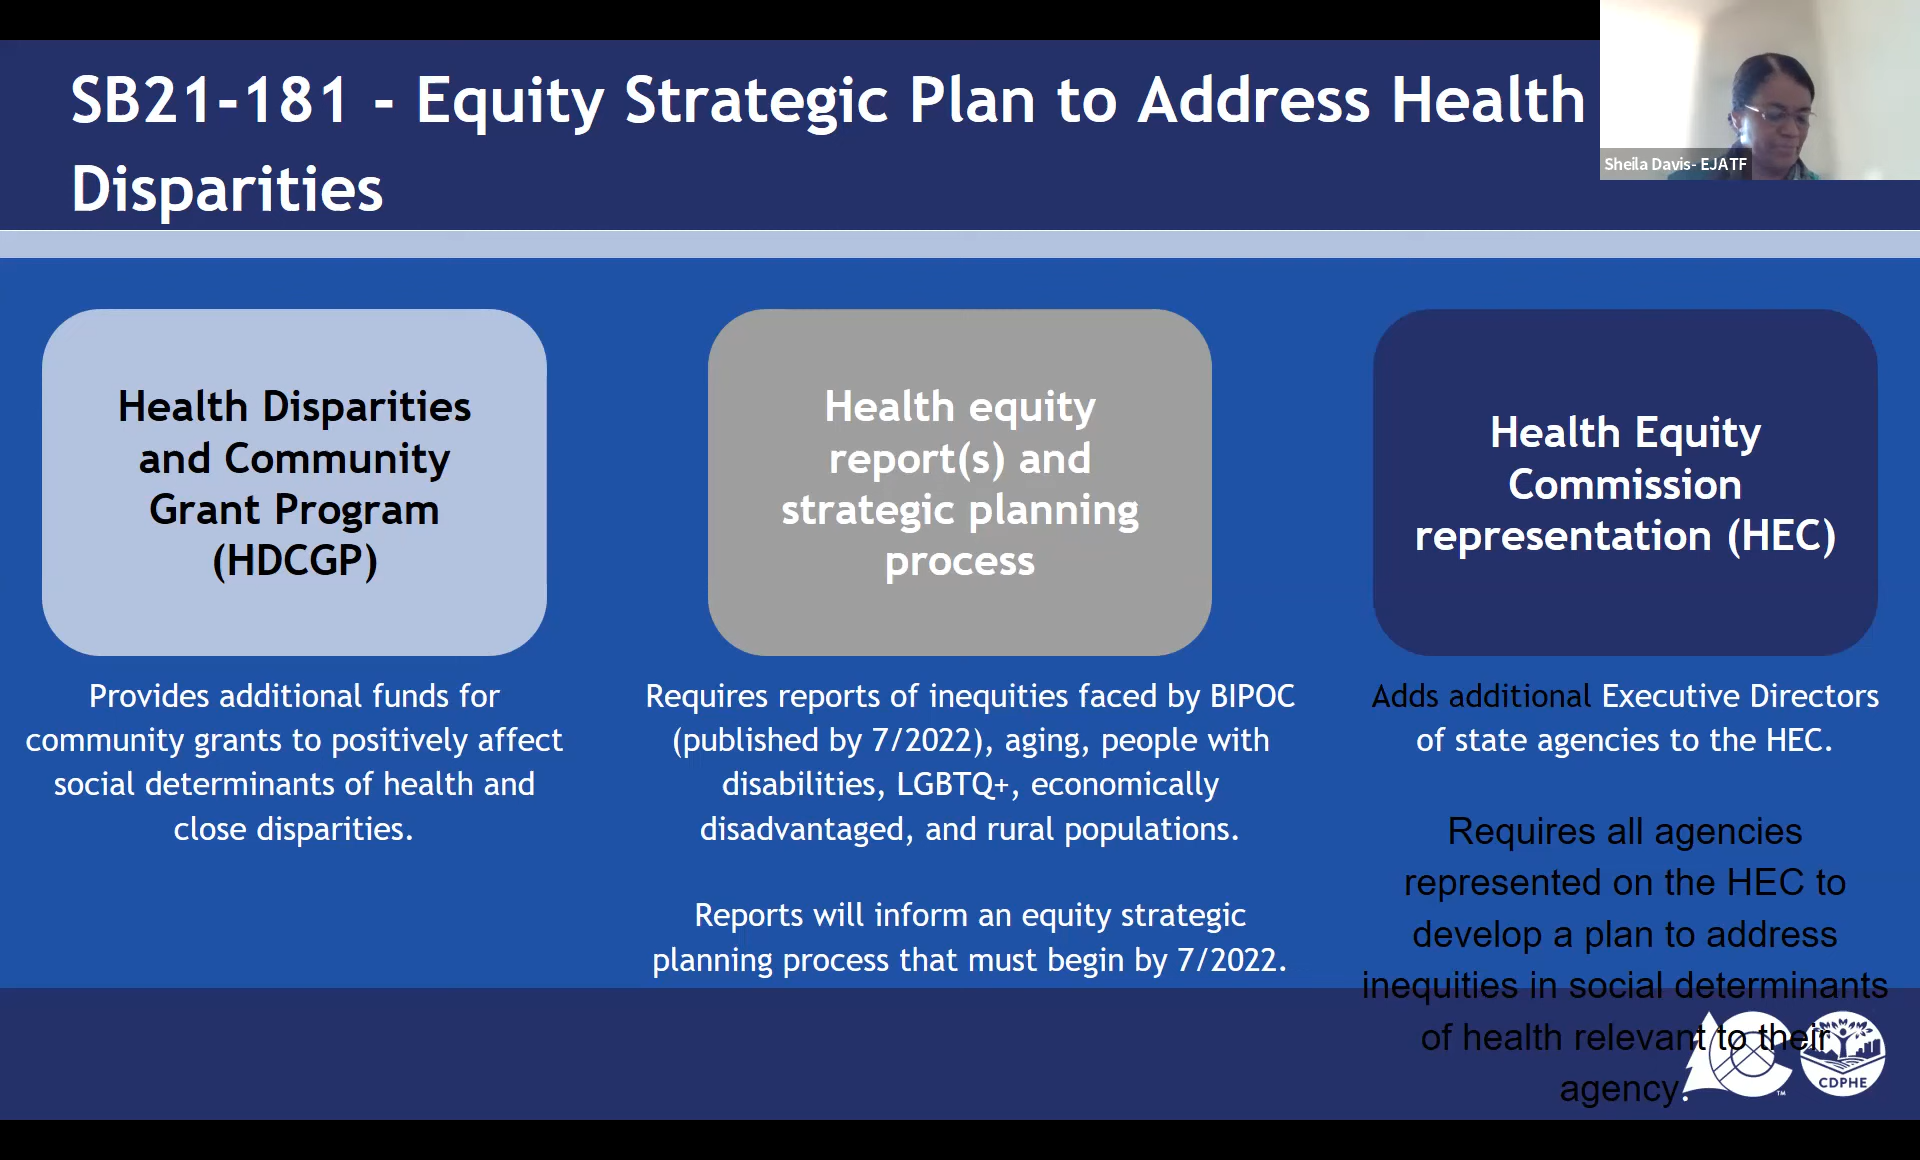 SB21-181 - Equity Strategic Plan to Address Health
Disparities
Sheila Davis- EJATF
Health Disparities
and Community
Grant Program
(HDCGP)
Provides additional funds for
community grants to positively affect
social determinants of health and
close disparities.
Health equity
report(s) and
strategic planning
process
Requires reports of inequities faced by BIPOC
(published by 7/2022), aging, people with
disabilities, LGBTQ+, economically
disadvantaged, and rural populations.
Reports will inform an equity strategic
planning process that must begin by 7/2022.
Health Equity
Commission
representation (HEC)
Adds additional Executive Directors
of state agencies to the HEC.
Requires all agencies
represented on the HEC to
develop a plan to address
inequities in social determinants
of health relevant to their
agency.
TM
CDPHE